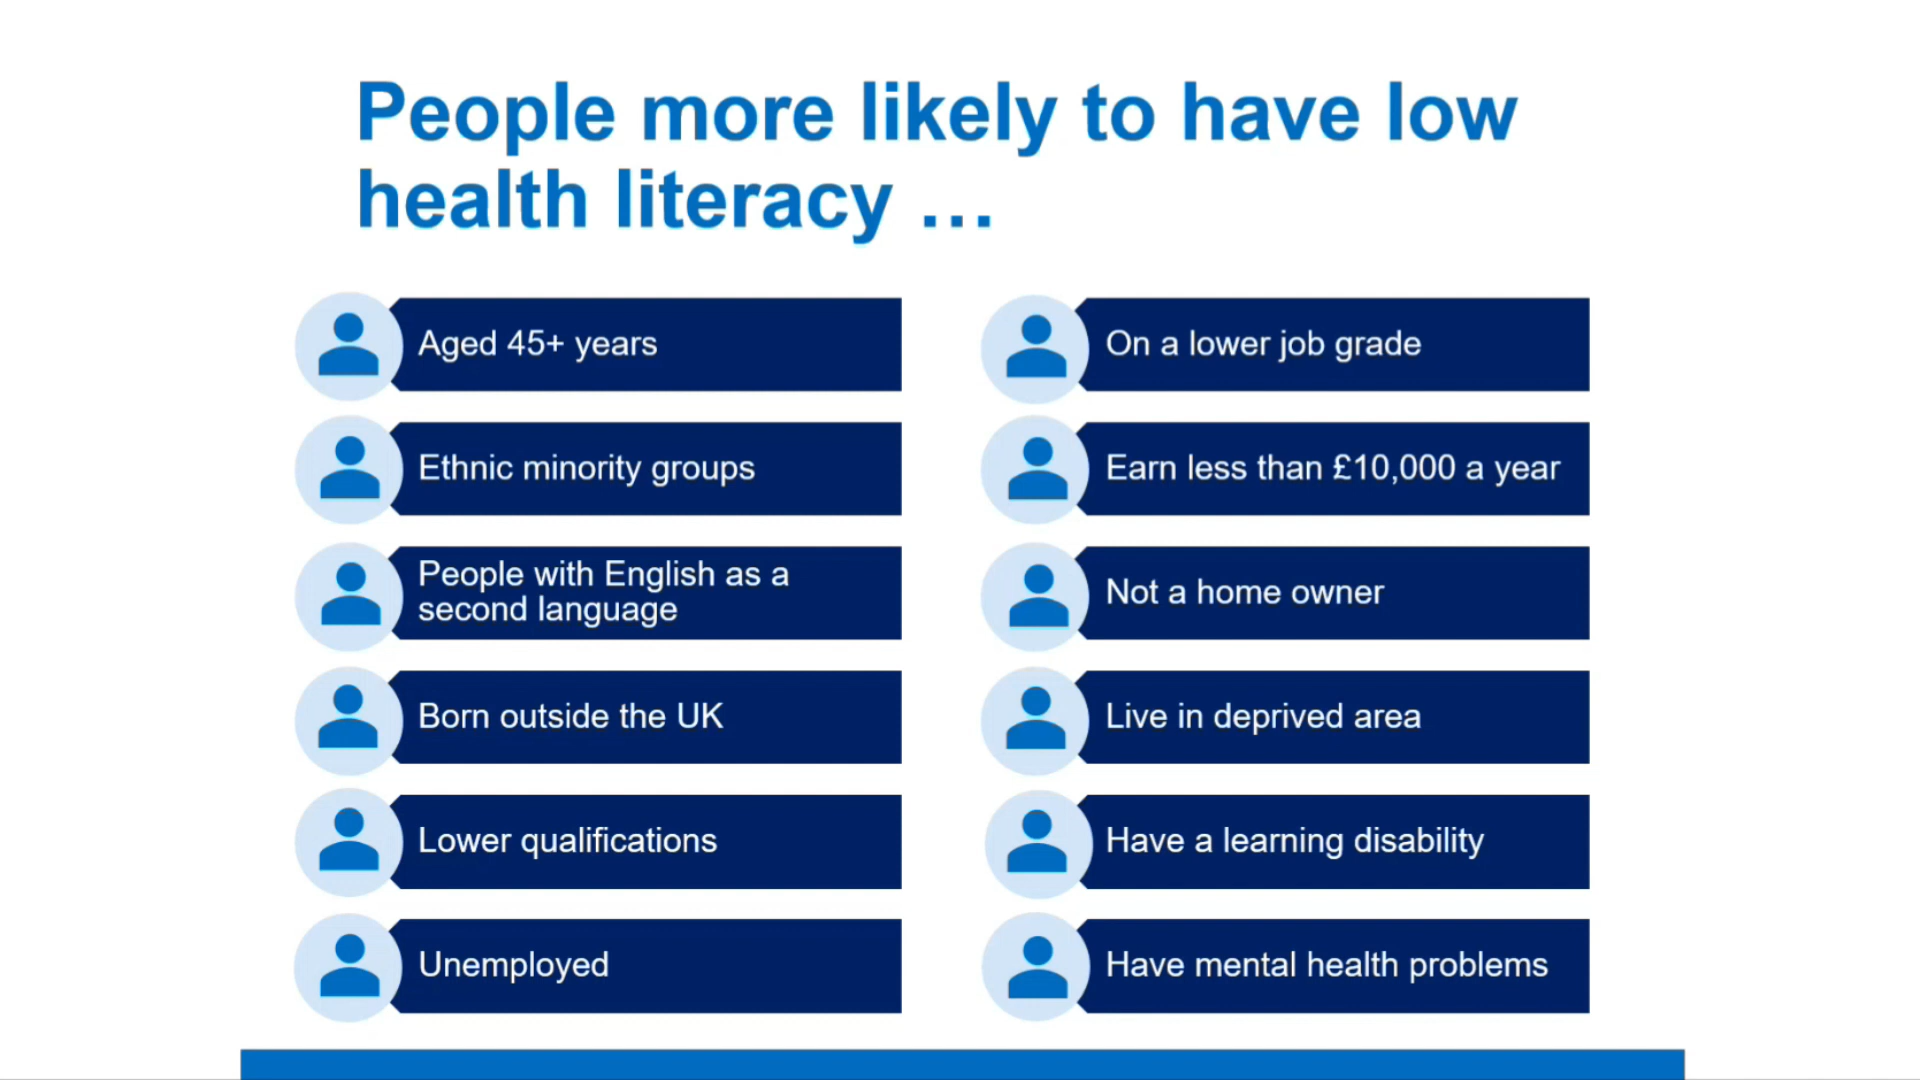 People more likely to have low
health literacy …
Aged 45+ years
Ethnic minority groups
People with English as a
second language
Born outside the UK
Lower qualifications
Unemployed
On a lower job grade
Earn less than £10,000 a year
Not a home owner
Live in deprived area
Have a learning disability
Have mental health problems